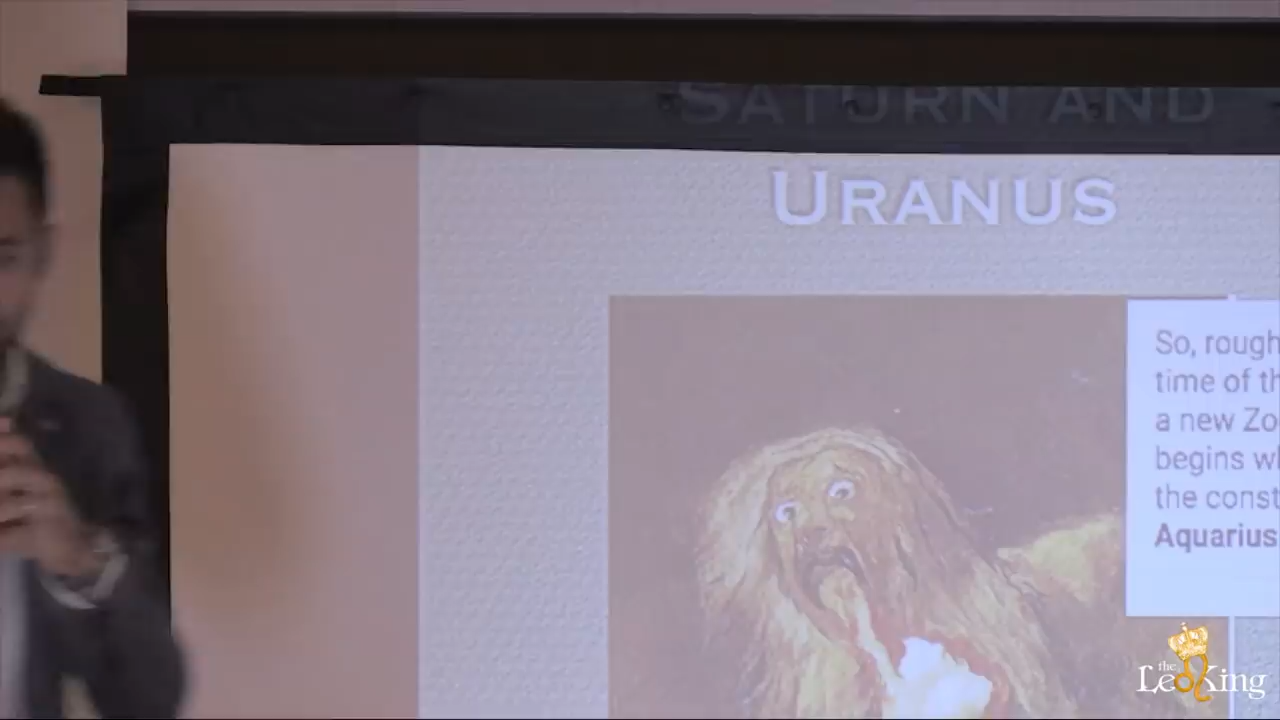 SATURN AND
URANUS
So, rough
time of th
a new Zo
begins wh
the const
Aquarius
the
LeoKing